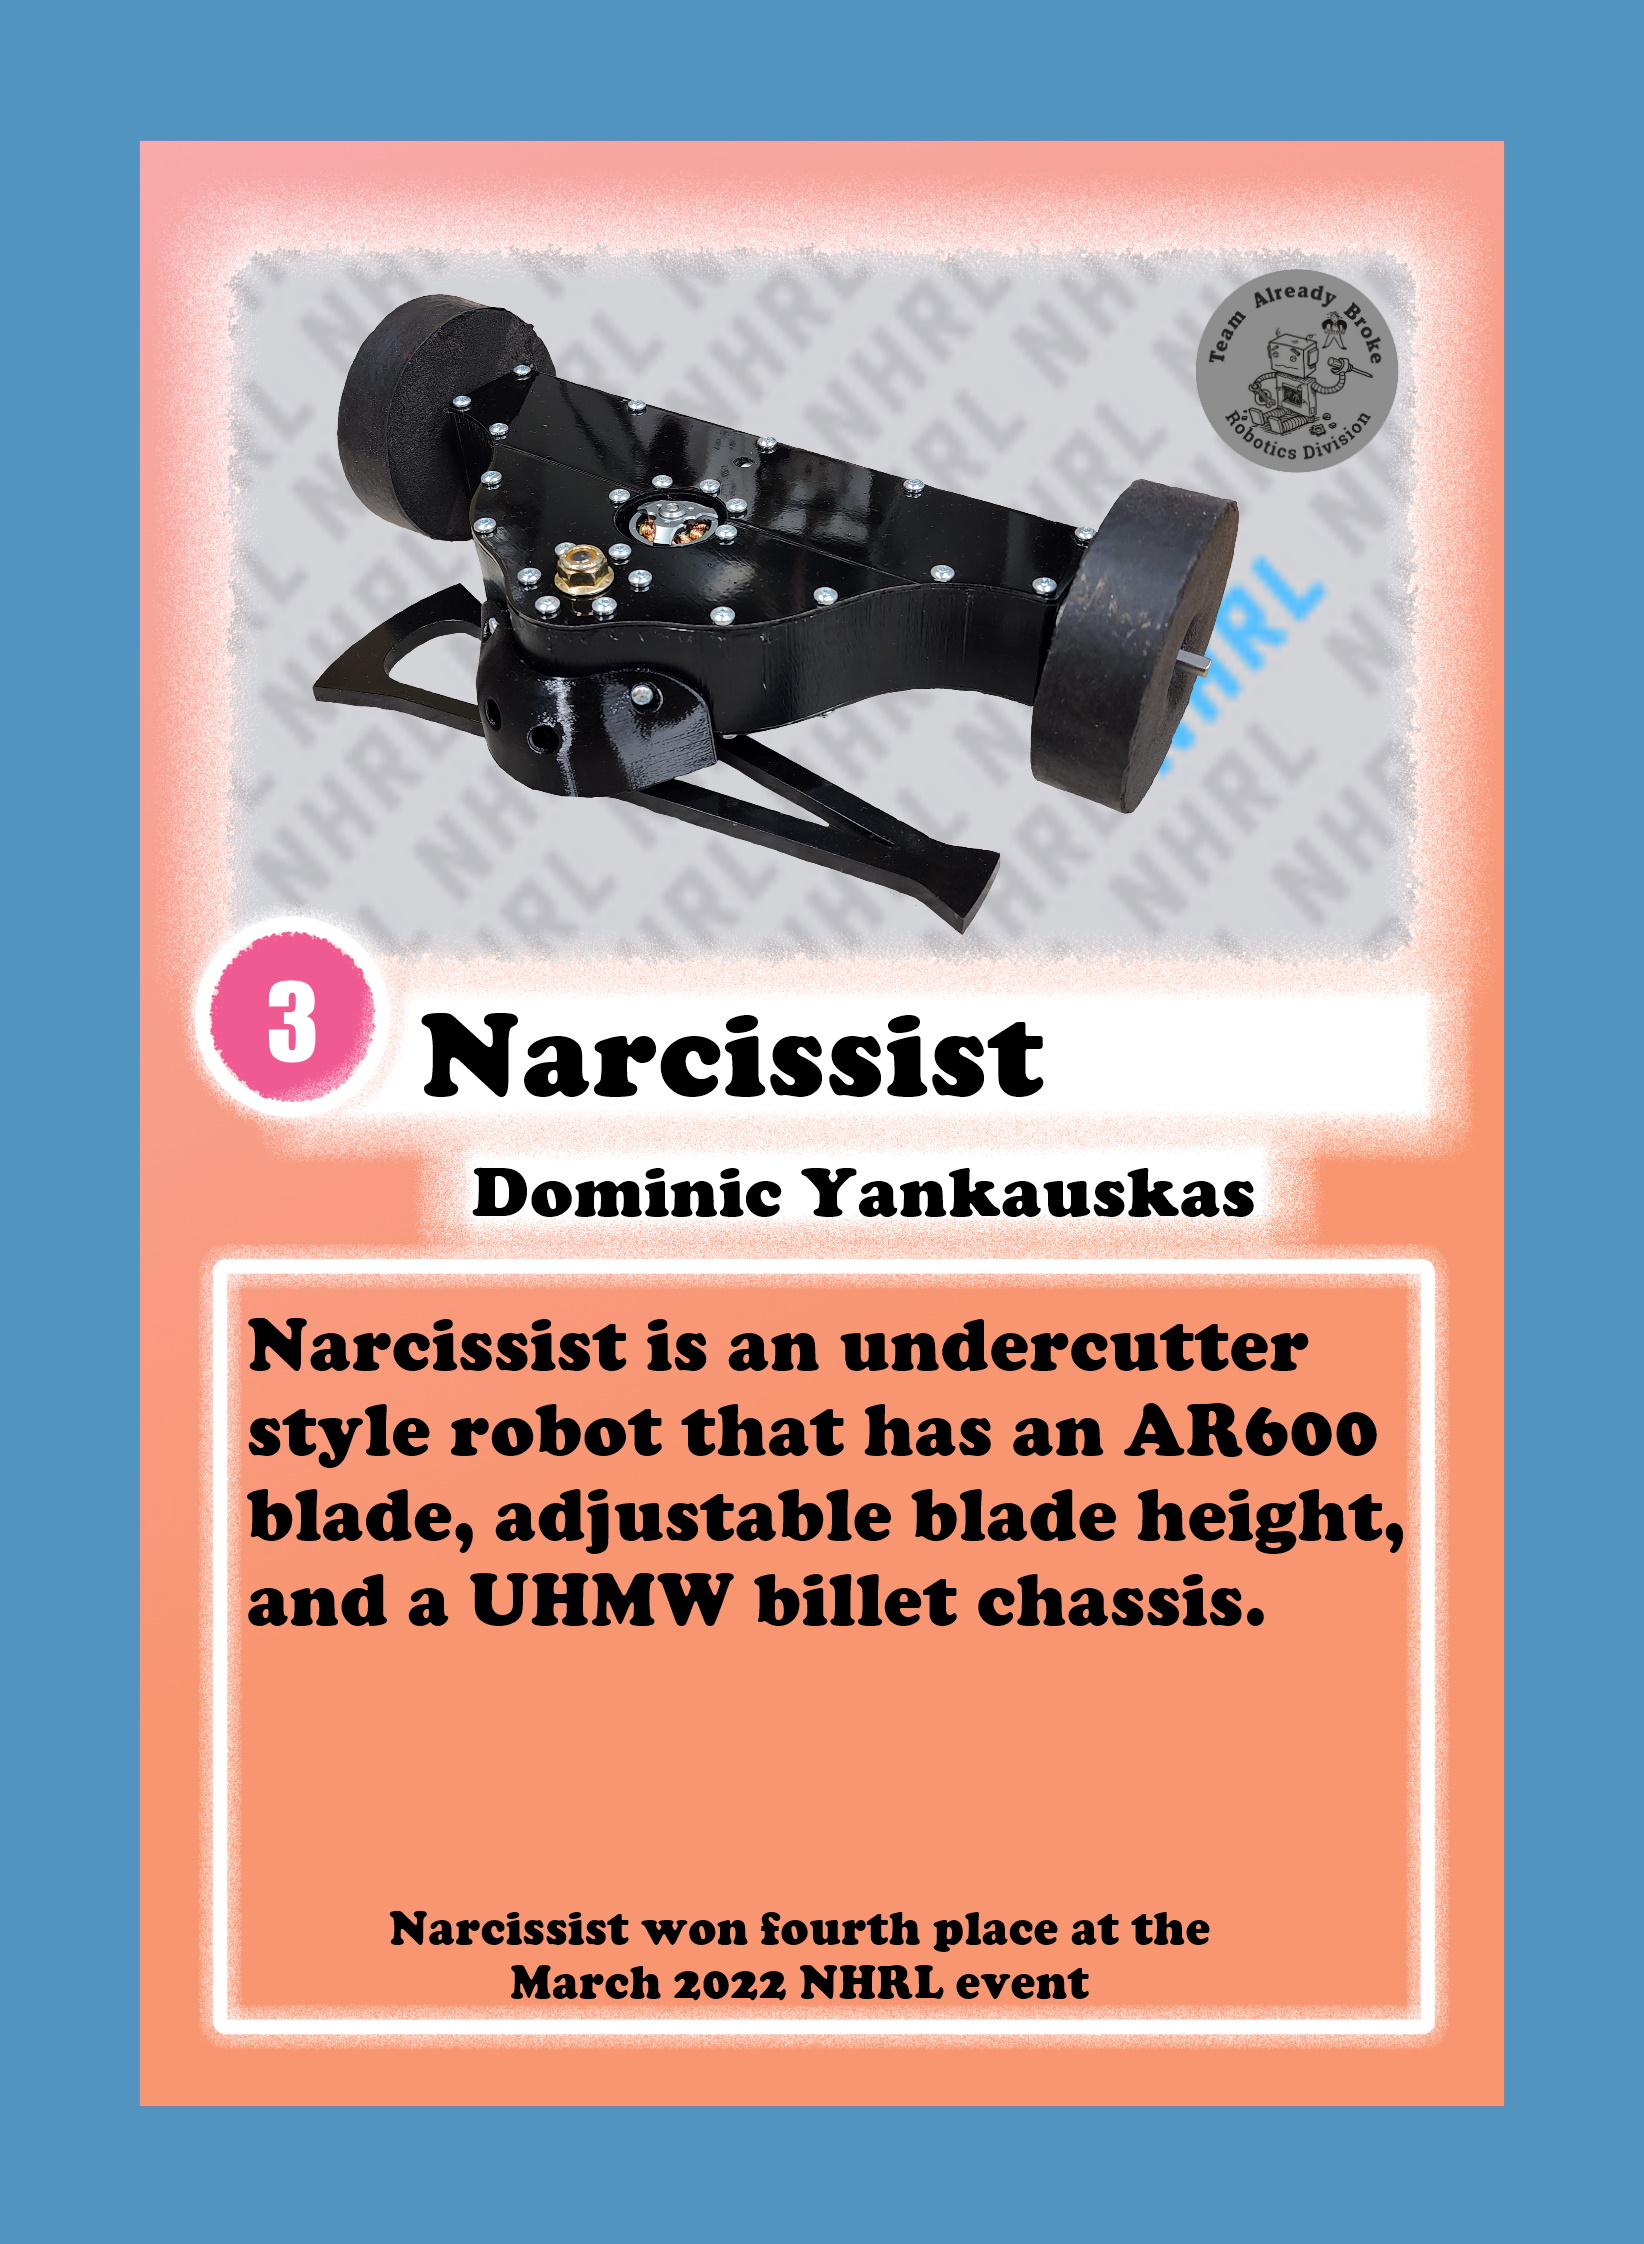 Team Already Broke
Robotics Division
NHRL
3
Narcissist
Dominic Yankauskas
Narcissist is an undercutter
style robot that has an AR600
blade, adjustable blade height,
and a UHMW billet chassis.
Narcissist won fourth place at the
March 2022 NHRL event